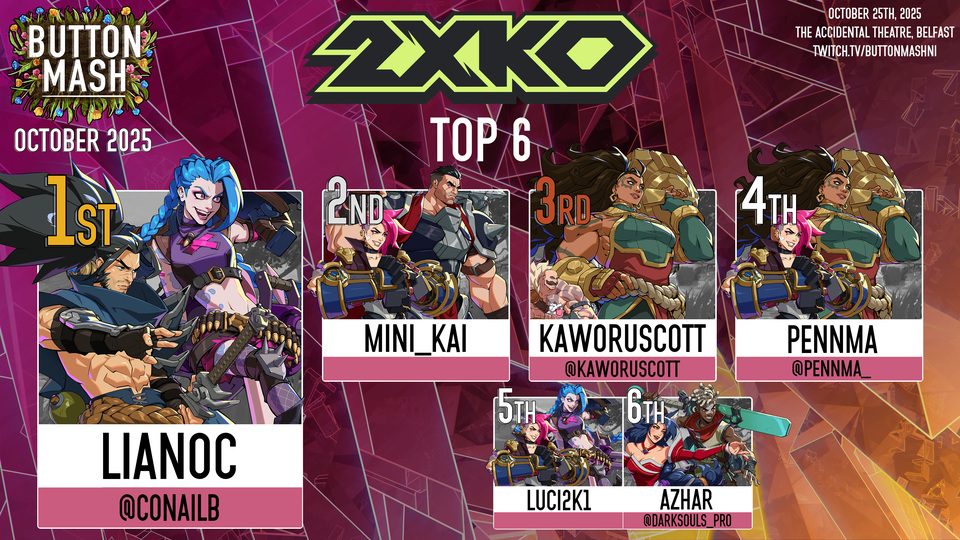 BUTTON
MASH
OCTOBER 2025
2XKO
TOP 6
OCTOBER 25TH, 2025
THE ACCIDENTAL THEATRE, BELFAST
TWITCH.TV/BUTTONMASHNI
1ST
LIANOC
@CONAILB
2ND
MINI_KAI
3RD
KAWORUSCOTT
@KAWORUSCOTT
4TH
PENNMA
@PENNMA_
5TH
LUCI2K1
6TH
AZHAR
@DARKSOULS_PRO